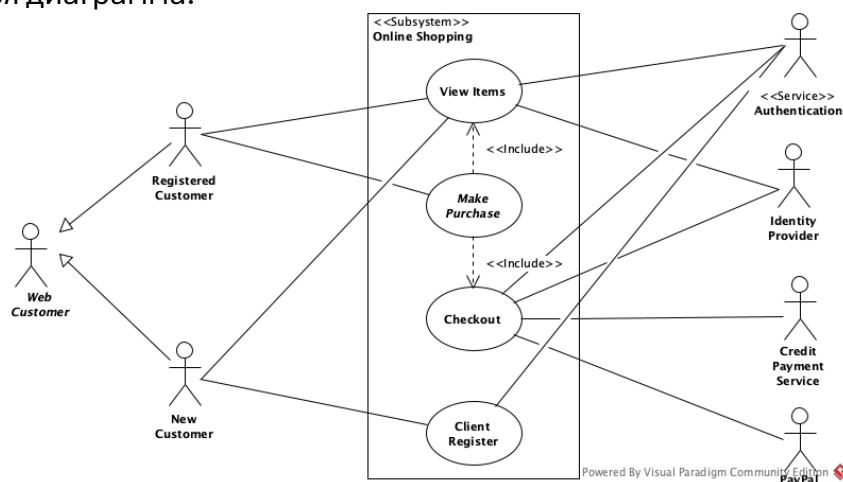 диаграмма:
<<Subsystem>>
Online Shopping
View Items
<<Service>>
Authentication
<<Include>>
Registered
Customer
Make
Purchase
Identity
Provider
<<Include>>
Web
Customer
Checkout
Credit
Payment
Service
New
Customer
Client
Register
Powered By Visual Paradigm Community Edition
PayPal